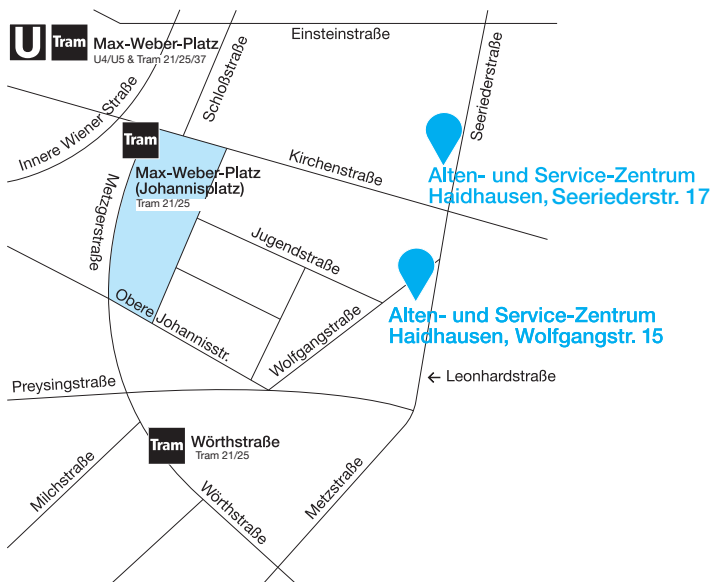 U
Tram
Max-Weber-Platz
U4/U5 & Tram 21/25/37
Einsteinstraße
Schloßstraße
Seeriederstraße
Innere Wiener Straße
Tram
Max-Weber-Platz
(Johannisplatz)
Tram 21/25
Kirchenstraße
Alten- und Service-Zentrum
Haidhausen, Seeriederstr. 17
Metzgerstraße
Jugendstraße
Obere Johannisstr.
Wolfgangstraße
Alten- und Service-Zentrum
Haidhausen, Wolfgangstr. 15
Preysingstraße
← Leonhardstraße
Tram
Wörthstraße
Tram 21/25
Milchstraße
Wörthstraße
Metzstraße